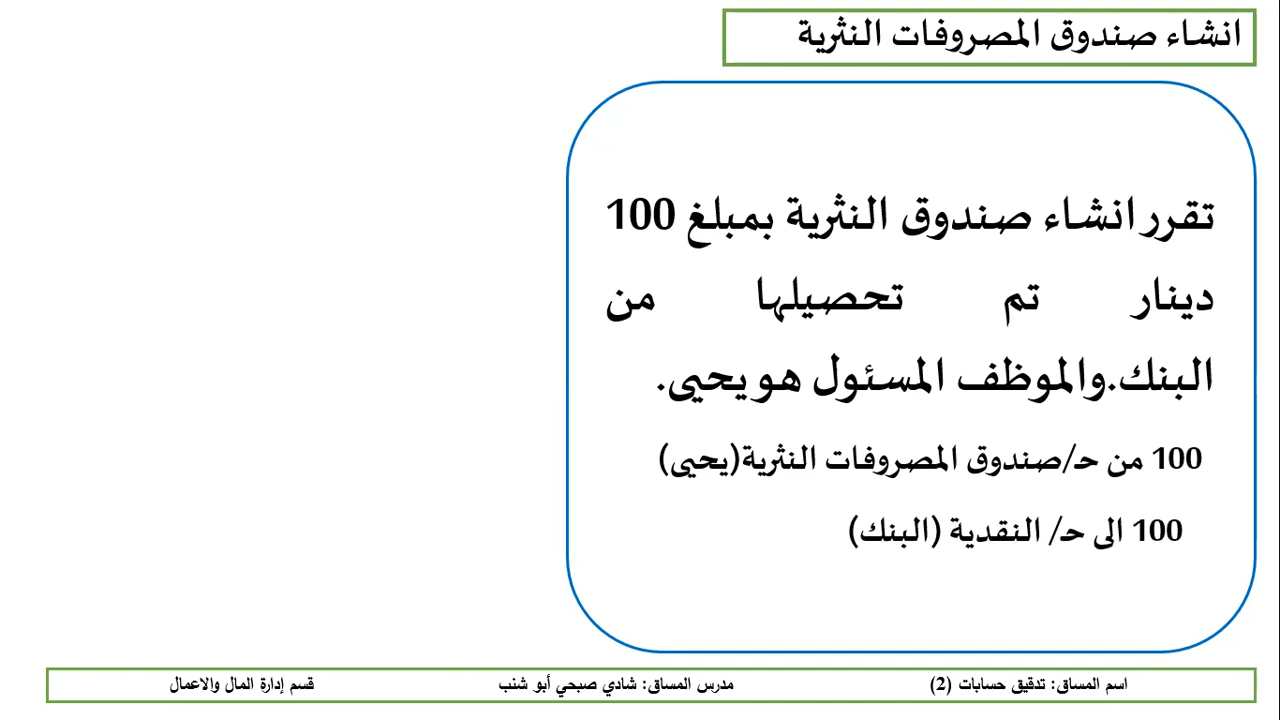 انشاء صندوق المصروفات النثرية
تقرر انشاء صندوق النثرية بمبلغ 100
دينار تم تحصيلها من
البنك.والموظف المسئول هو يحيى.
100 من حـ/صندوق المصروفات النثرية(يحيى)
100 الى حـ/ النقدية (البنك)
اسم المساق: تدقيق حسابات (2) مدرس المساق: شادي صبحي أبو شنب قسم إدارة المال والاعمال